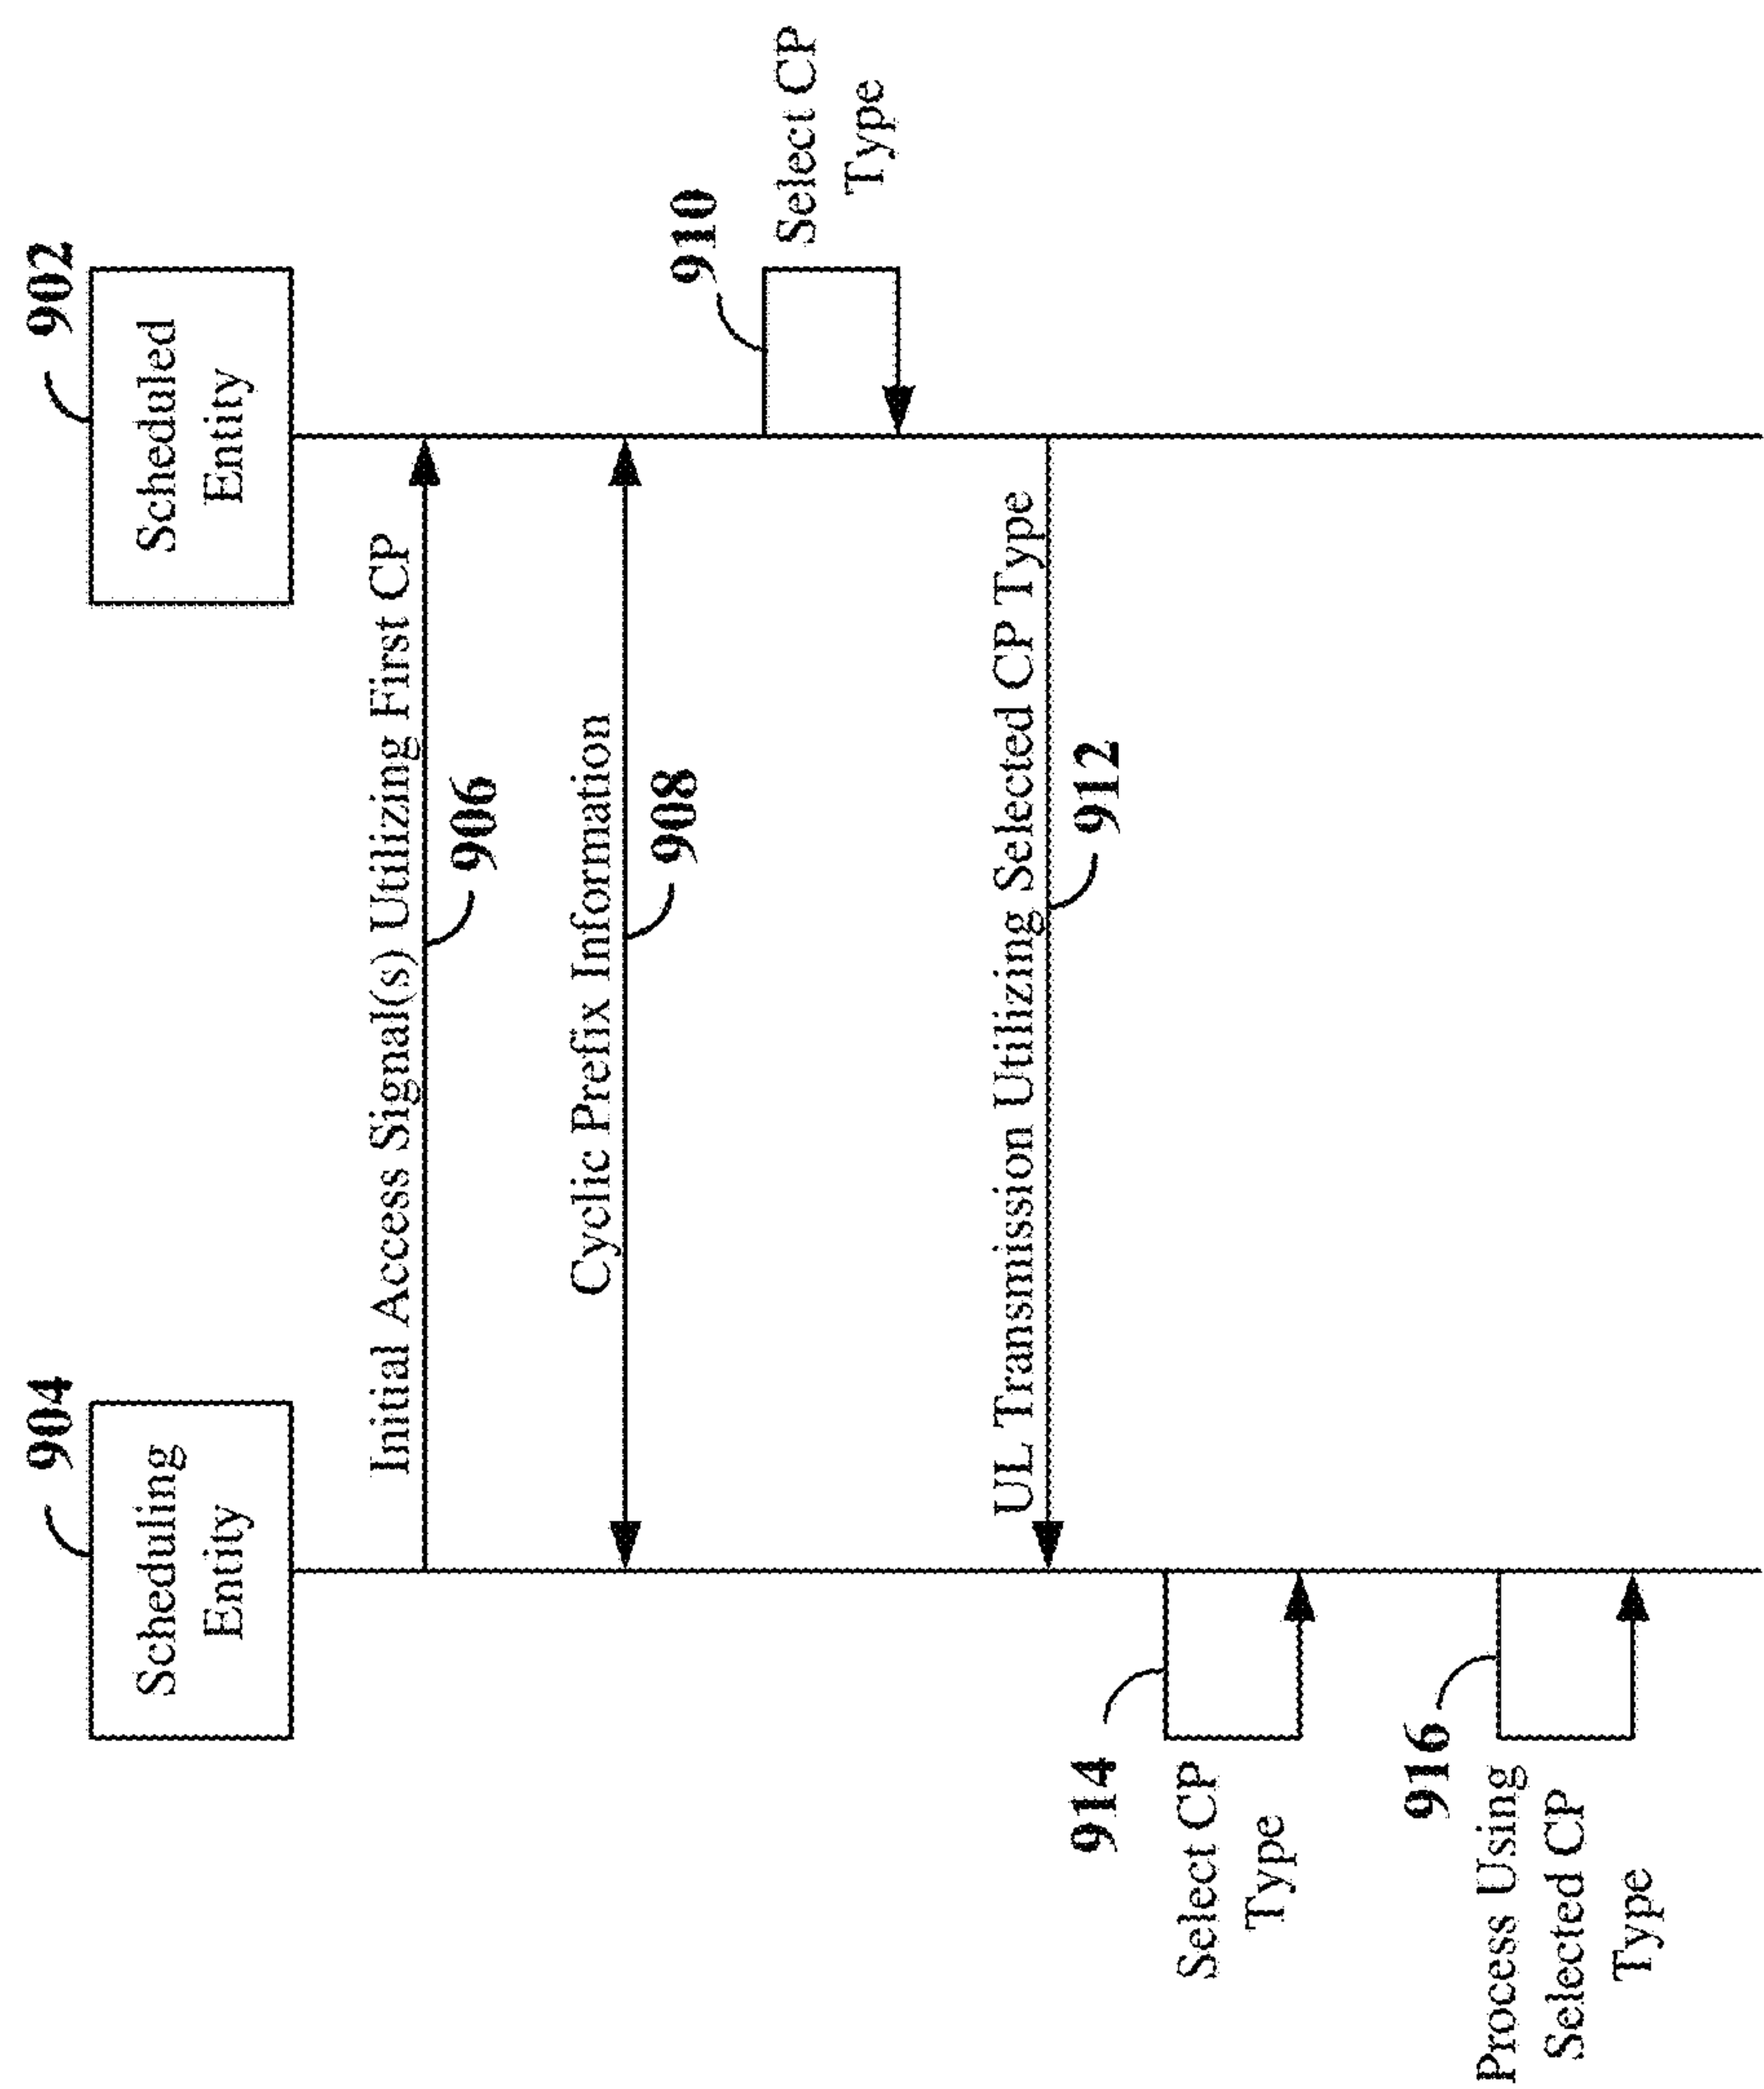 904
Scheduling
Entity
902
Scheduled
Entity
Initial Access Signal(s) Utilizing First CP
906
Cyclic Prefix Information
908
910
Select CP
Type
UL Transmission Utilizing Selected CP Type
912
914
Select CP
Type
916
Process Using
Selected CP
Type